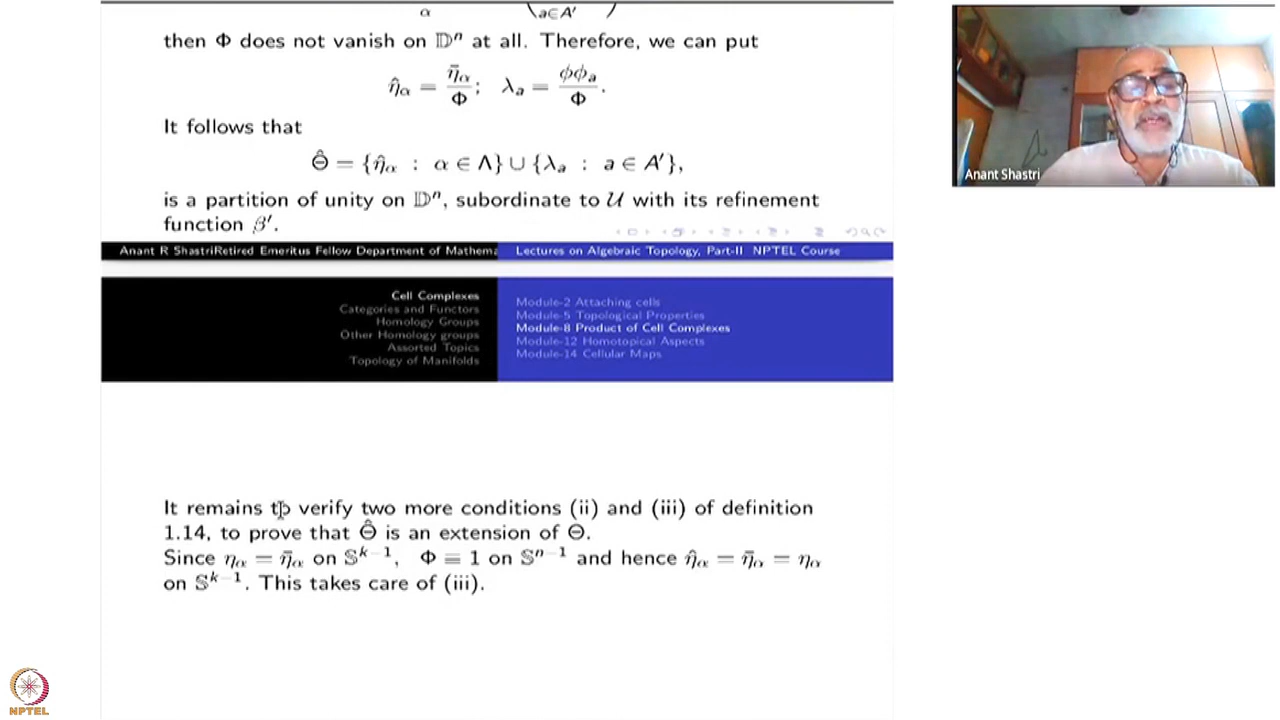 α (a∈A′)
then Φ does not vanish on 𝔻ⁿ at all. Therefore, we can put
η̂_α = η̄_α / Φ ; λ_a = ϕϕ_a / Φ .
It follows that
Θ̂ = {η̂_α : α ∈ Λ} ∪ {λ_a : a ∈ A′},
is a partition of unity on 𝔻ⁿ, subordinate to 𝒰 with its refinement
function β′.
Anant R ShastriRetired Emeritus Fellow Department of Mathema
Lectures on Algebraic Topology, Part-II NPTEL Course
Cell Complexes
Categories and Functors
Homology Groups
Other Homology groups
Assorted Topics
Topology of Manifolds
Module-2 Attaching cells
Module-5 Topological Properties
Module-8 Product of Cell Complexes
Module-12 Homotopical Aspects
Module-14 Cellular Maps
It remains to verify two more conditions (ii) and (iii) of definition
1.14, to prove that Θ̂ is an extension of Θ.
Since η_α = η̄_α on 𝕊ᵏ⁻¹, Φ ≡ 1 on 𝕊ⁿ⁻¹ and hence η̂_α = η̄_α = η_α
on 𝕊ᵏ⁻¹. This takes care of (iii).
Anant Shastri
NPTEL